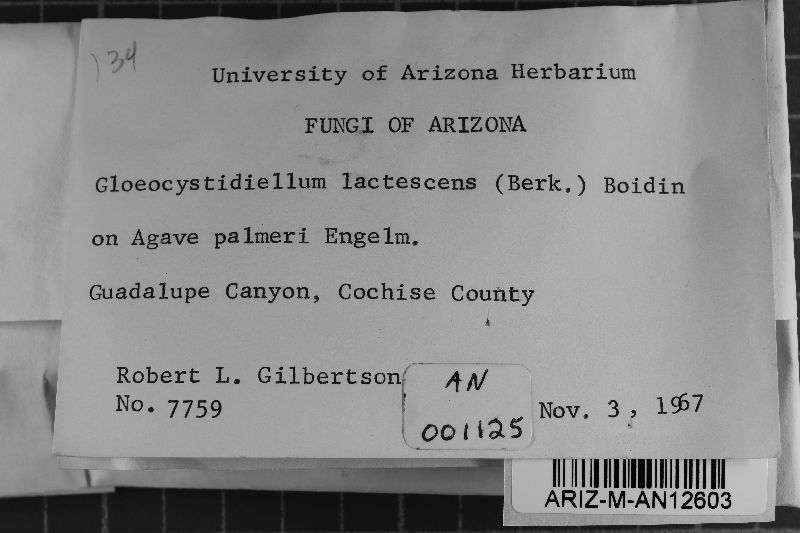 134
University of Arizona Herbarium
FUNGI OF ARIZONA
Gloeocystidiellum lactescens (Berk.) Boidin
on Agave palmeri Engelm.
Guadalupe Canyon, Cochise County
Robert L. Gilbertson
No. 7759
AN
001125
Nov. 3, 1967
ARIZ-M-AN12603